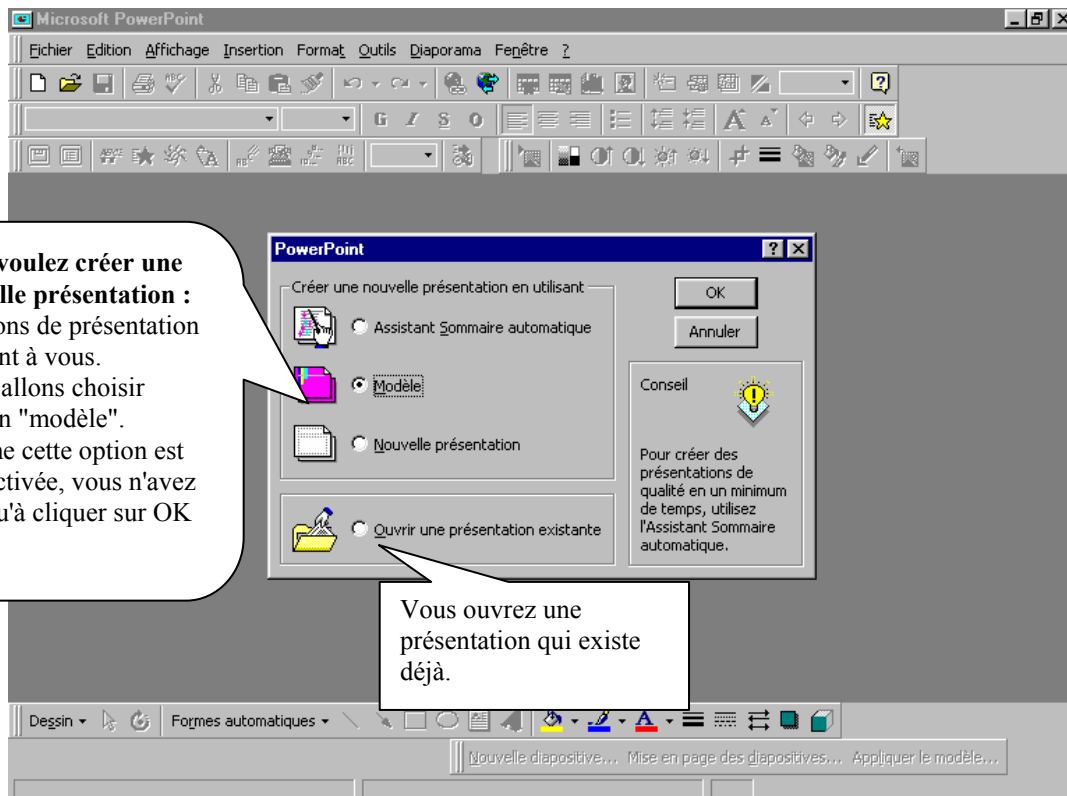 Microsoft PowerPoint
Fichier Edition Affichage Insertion Format Outils Diaporama Fenêtre ?
G I S O
voulez créer une
lle présentation :
ons de présentation
nt à vous.
allons choisir
n "modèle".
ne cette option est
ctivée, vous n'avez
u'à cliquer sur OK
PowerPoint
Créer une nouvelle présentation en utilisant
Assistant Sommaire automatique
Modèle
Nouvelle présentation
Ouvrir une présentation existante
OK
Annuler
Conseil
Pour créer des
présentations de
qualité en un minimum
de temps, utilisez
l'Assistant Sommaire
automatique.
Vous ouvrez une
présentation qui existe
déjà.
Dessin Formes automatiques
Nouvelle diapositive... Mise en page des diapositives... Appliquer le modèle...